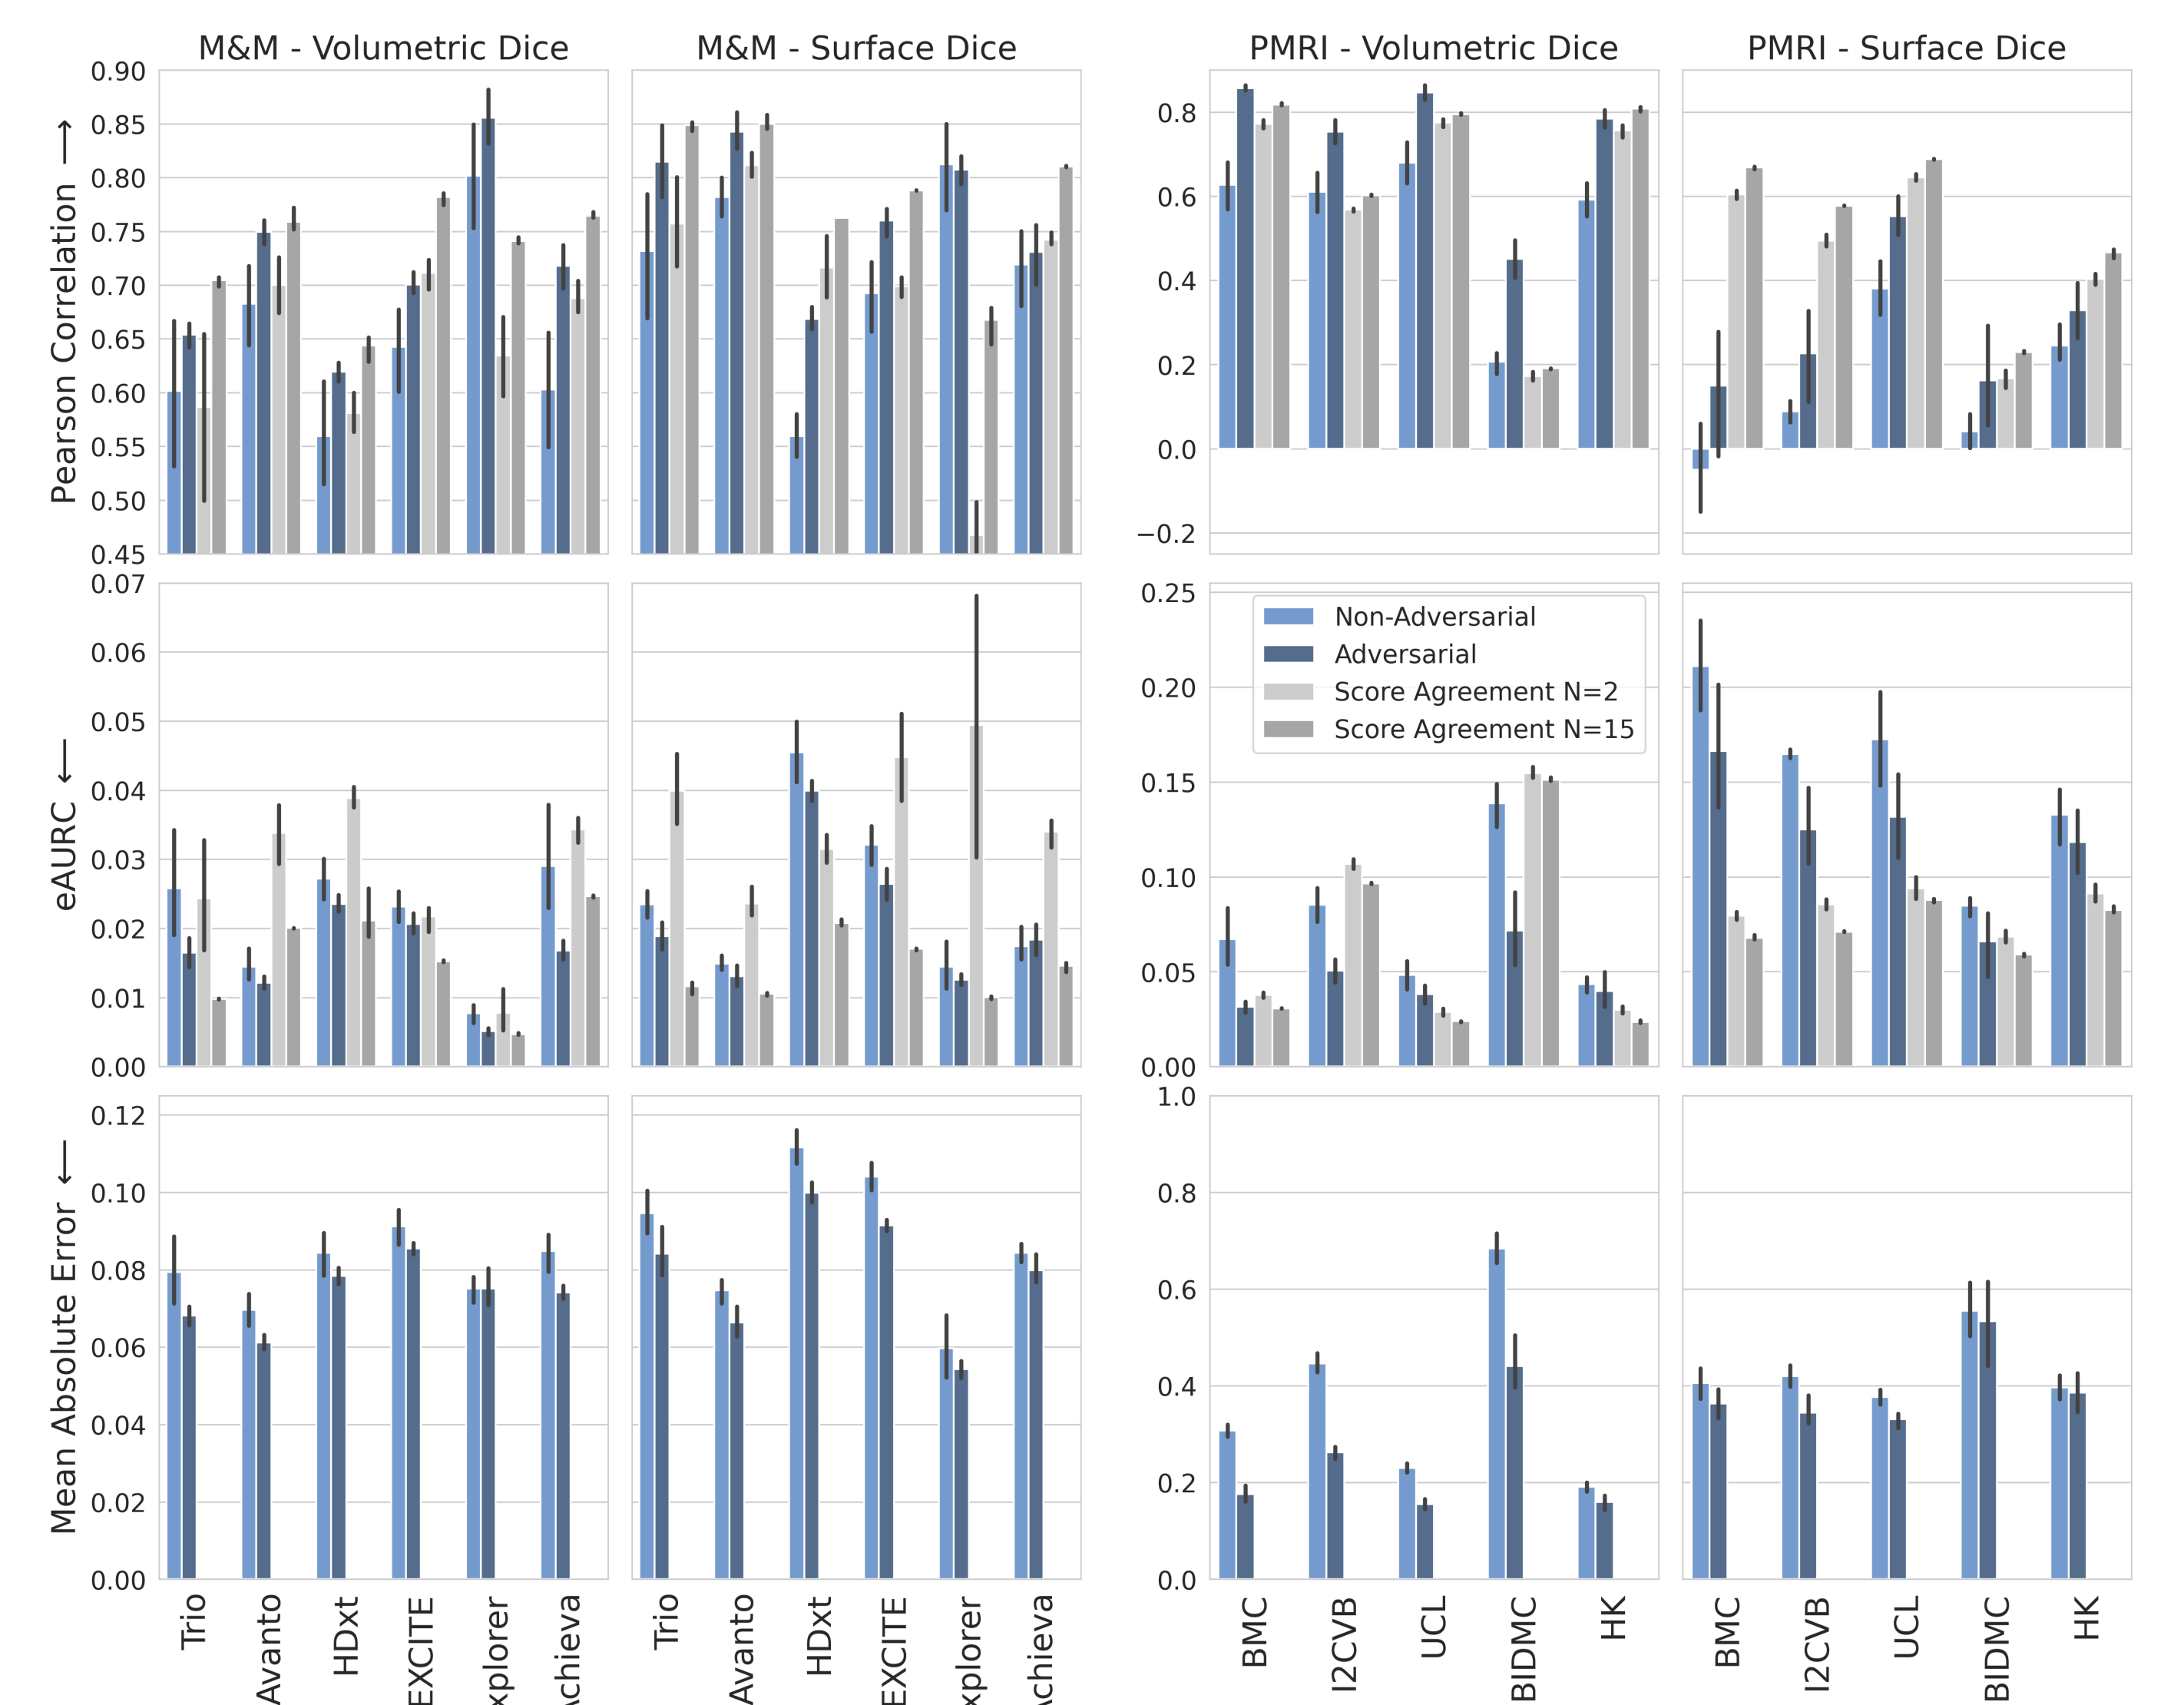 M&M - Volumetric Dice
M&M - Surface Dice
PMRI - Volumetric Dice
PMRI - Surface Dice
Pearson Correlation ⟶
0.90
0.85
0.80
0.75
0.70
0.65
0.60
0.55
0.50
0.45
0.8
0.6
0.4
0.2
0.0
−0.2
eAURC ⟵
0.07
0.06
0.05
0.04
0.03
0.02
0.01
0.00
0.25
0.20
0.15
0.10
0.05
0.00
Non-Adversarial
Adversarial
Score Agreement N=2
Score Agreement N=15
Mean Absolute Error ⟵
0.12
0.10
0.08
0.06
0.04
0.02
0.00
1.0
0.8
0.6
0.4
0.2
0.0
Trio
Avanto
HDxt
EXCITE
xplorer
chieva
Trio
Avanto
HDxt
EXCITE
xplorer
chieva
BMC
I2CVB
UCL
BIDMC
HK
BMC
I2CVB
UCL
BIDMC
HK